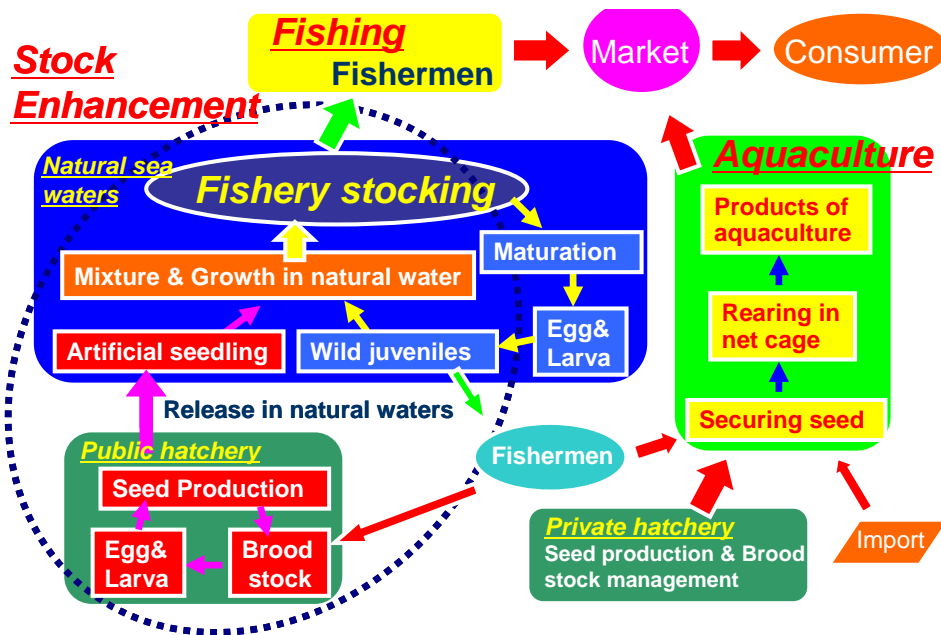 Stock
Enhancement
Fishing
Fishermen
Market
Consumer
Natural sea
waters
Fishery stocking
Maturation
Mixture & Growth in natural water
Egg&
Larva
Artificial seedling
Wild juveniles
Release in natural waters
Public hatchery
Seed Production
Egg&
Larva
Brood
stock
Fishermen
Aquaculture
Products of
aquaculture
Rearing in
net cage
Securing seed
Private hatchery
Seed production & Brood
stock management
Import